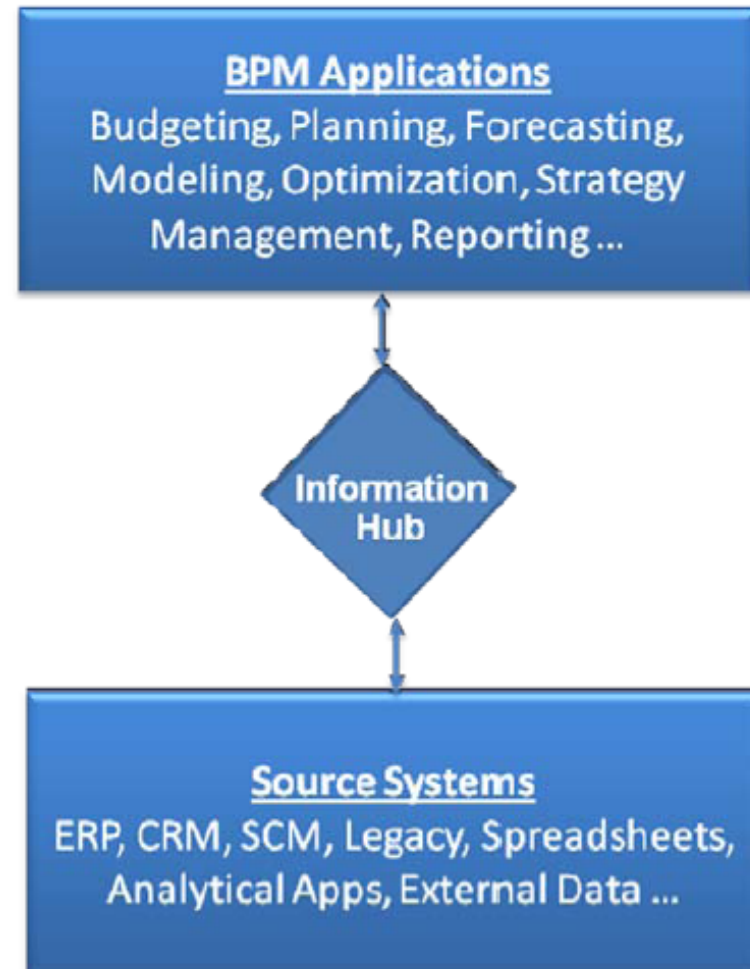 BPM Applications
Budgeting, Planning, Forecasting,
Modeling, Optimization, Strategy
Management, Reporting ...
Information
Hub
Source Systems
ERP, CRM, SCM, Legacy, Spreadsheets,
Analytical Apps, External Data ...